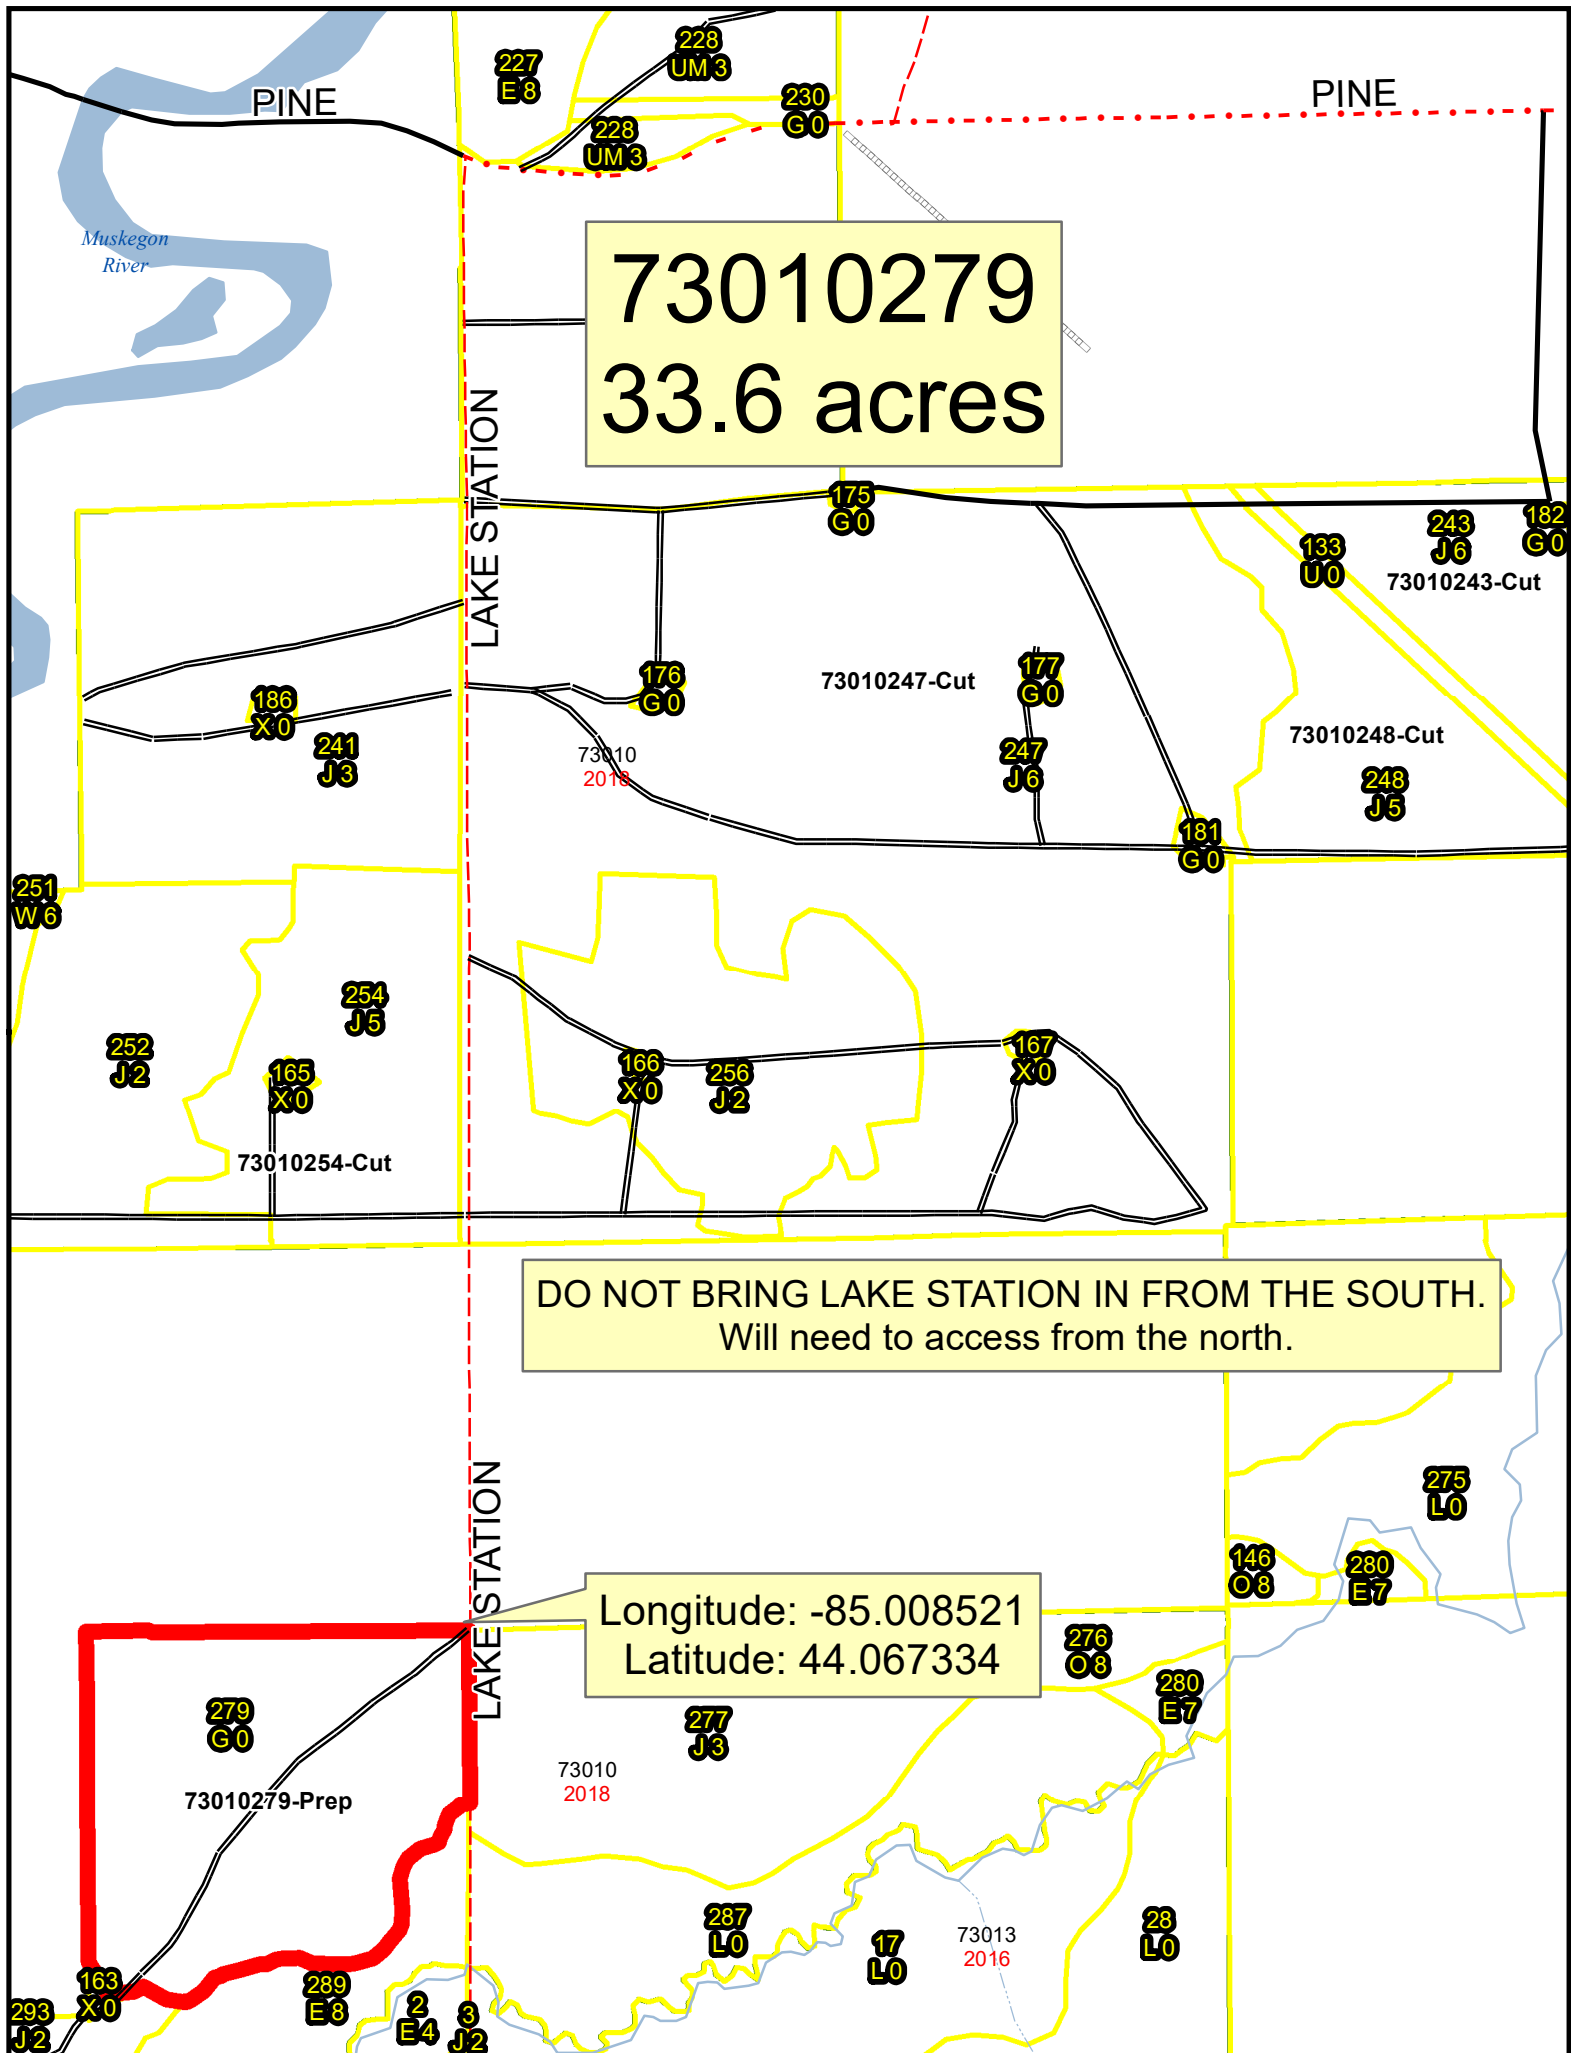 227
E 8
228
UM 3
PINE
230
G 0
PINE
228
UM 3
Muskegon
River
73010279
33.6 acres
LAKE STATION
175
G 0
243
J 6
182
G 0
133
U 0
73010243-Cut
176
G 0
73010247-Cut
177
G 0
186
X 0
241
J 3
73010
2018
247
J 6
73010248-Cut
248
J 5
181
G 0
251
W 6
254
J 5
252
J 2
165
X 0
166
X 0
256
J 2
167
X 0
73010254-Cut
DO NOT BRING LAKE STATION IN FROM THE SOUTH.
Will need to access from the north.
LAKE STATION
275
L 0
146
O 8
280
E 7
Longitude: -85.008521
Latitude: 44.067334
276
O 8
280
E 7
279
G 0
277
J 3
73010
2018
73010279-Prep
287
L 0
17
L 0
73013
2016
28
L 0
163
X 0
289
E 8
293
J 2
2
E 4
3
J 2